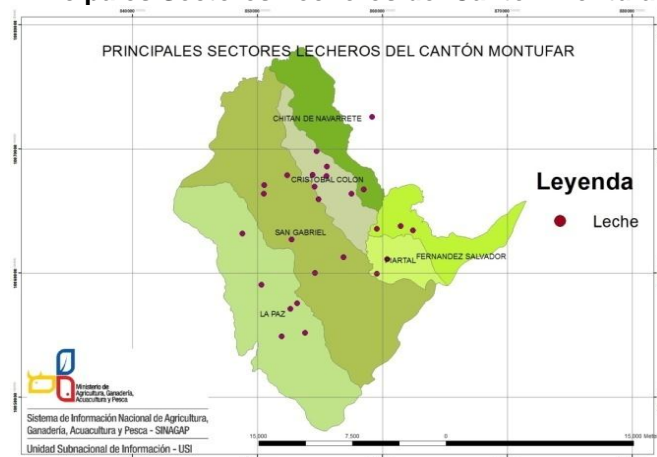 PRINCIPALES SECTORES LECHEROS DEL CANTÓN MONTUFAR
CHITAN DE NAVARRETE
CRISTOBAL COLON
Leyenda
Leche
SAN GABRIEL
FERNANDEZ SALVADOR
LA PAZ
Ministerio de
Agricultura, Ganadería,
Acuacultura y Pesca
Sistema de Información Nacional de Agricultura,
Ganadería, Acuacultura y Pesca - SINAGAP
Unidad Subnacional de Información - USI
15,000 7,500 0 15,000 Meters